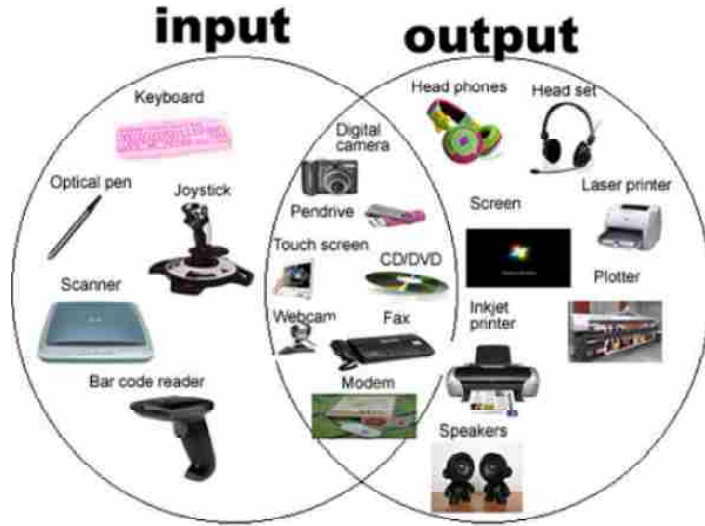 input
output
Keyboard
Optical pen
Joystick
Scanner
Bar code reader
Digital
camera
Pendrive
Touch screen
CD/DVD
Webcam
Fax
Modem
Head phones
Head set
Laser printer
Screen
Plotter
Inkjet
printer
Speakers